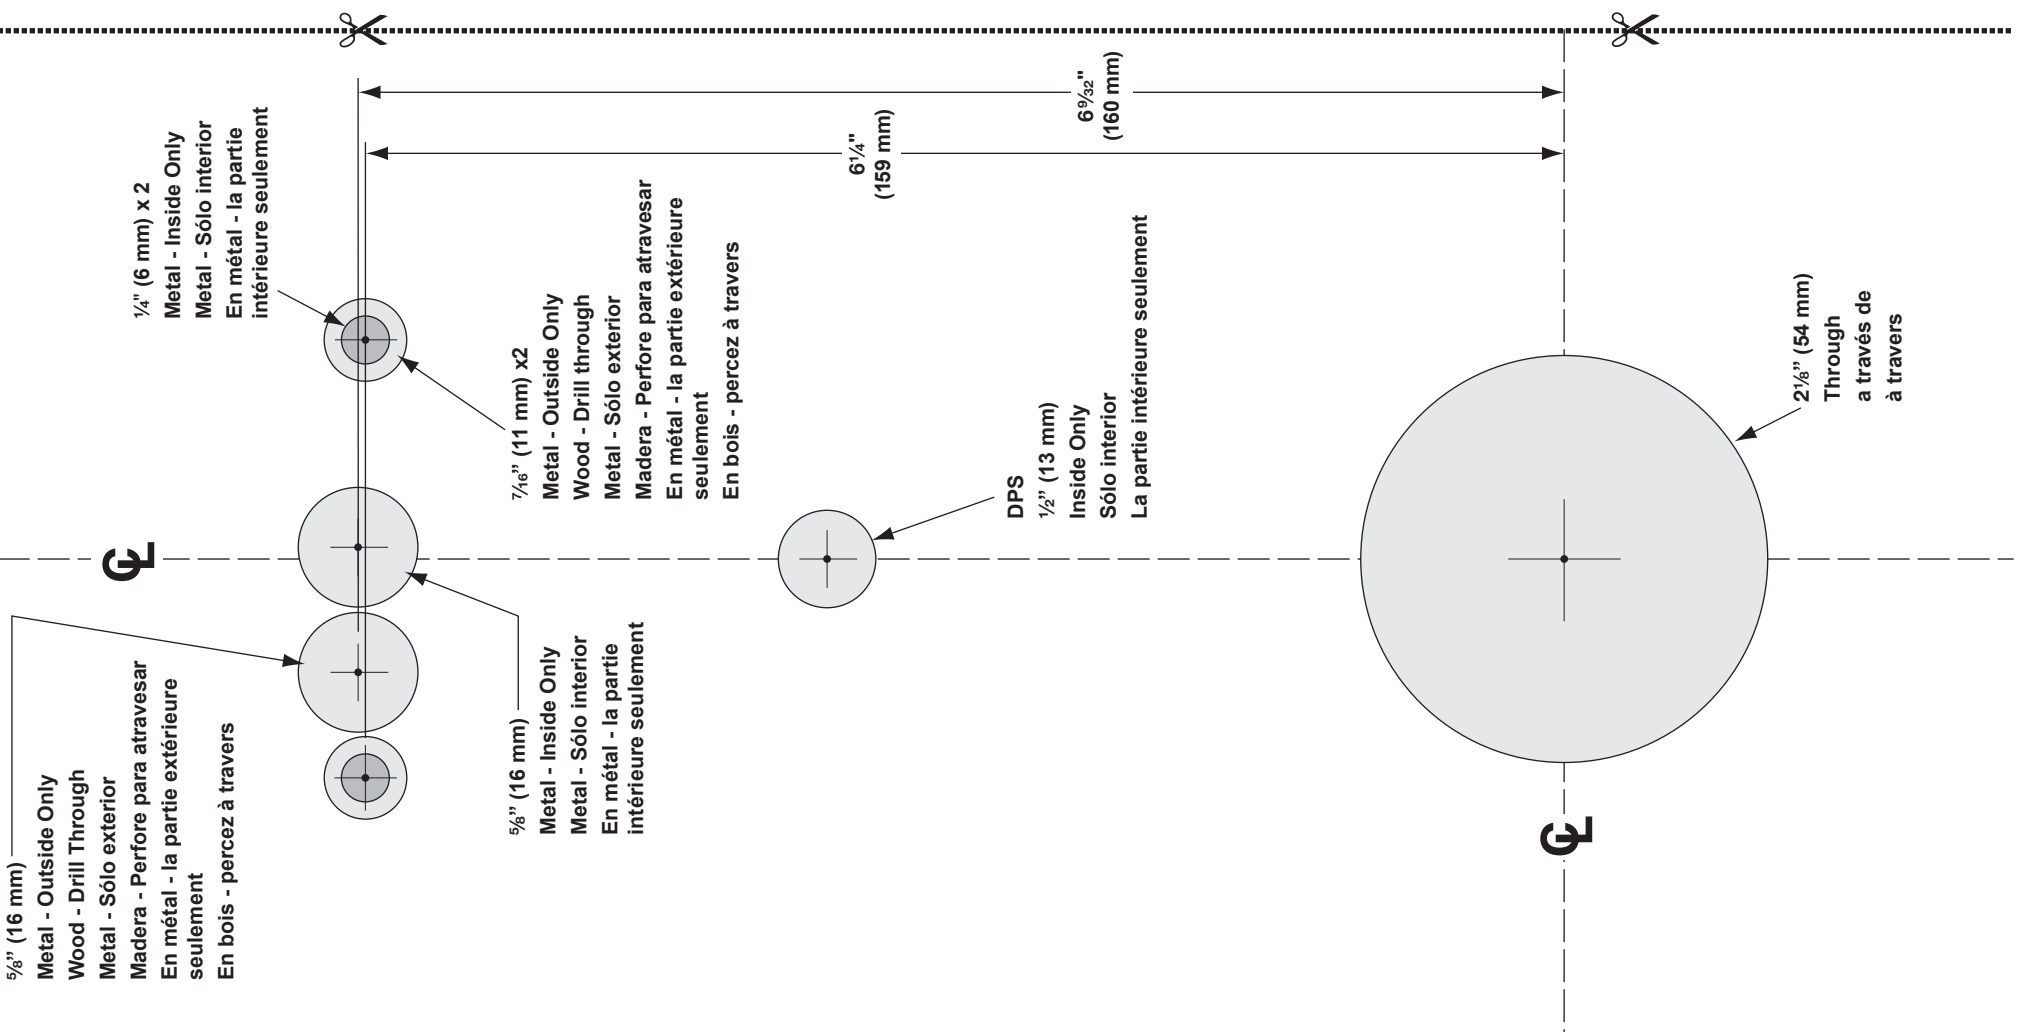 ⅝” (16 mm)
Metal - Outside Only
Wood - Drill Through
Metal - Sólo exterior
Madera - Perfore para atravesar
En métal - la partie extérieure
seulement
En bois - percez à travers
¼" (6 mm) x 2
Metal - Inside Only
Metal - Sólo interior
En métal - la partie
intérieure seulement
⅝” (16 mm)
Metal - Inside Only
Metal - Sólo interior
En métal - la partie
intérieure seulement
⁷⁄₁₆” (11 mm) x2
Metal - Outside Only
Wood - Drill through
Metal - Sólo exterior
Madera - Perfore para atravesar
En métal - la partie extérieure
seulement
En bois - percez à travers
6¼"
(159 mm)
6⁹⁄₃₂"
(160 mm)
DPS
½” (13 mm)
Inside Only
Sólo interior
La partie intérieure seulement
2⅛” (54 mm)
Through
a través de
à travers
℄
℄